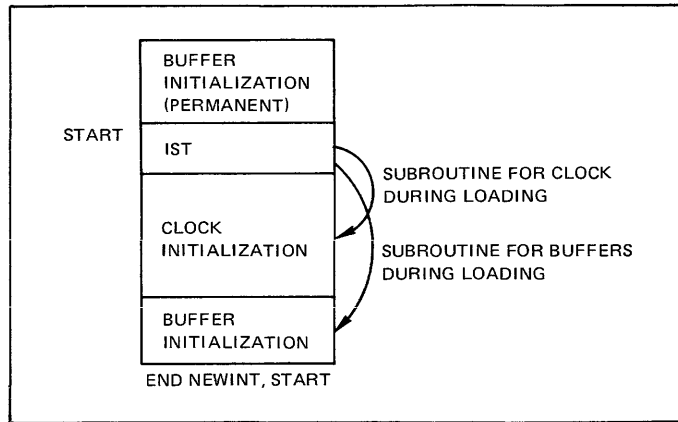 BUFFER
INITIALIZATION
(PERMANENT)
START
IST
SUBROUTINE FOR CLOCK
DURING LOADING
CLOCK
INITIALIZATION
SUBROUTINE FOR BUFFERS
DURING LOADING
BUFFER
INITIALIZATION
END NEWINT, START